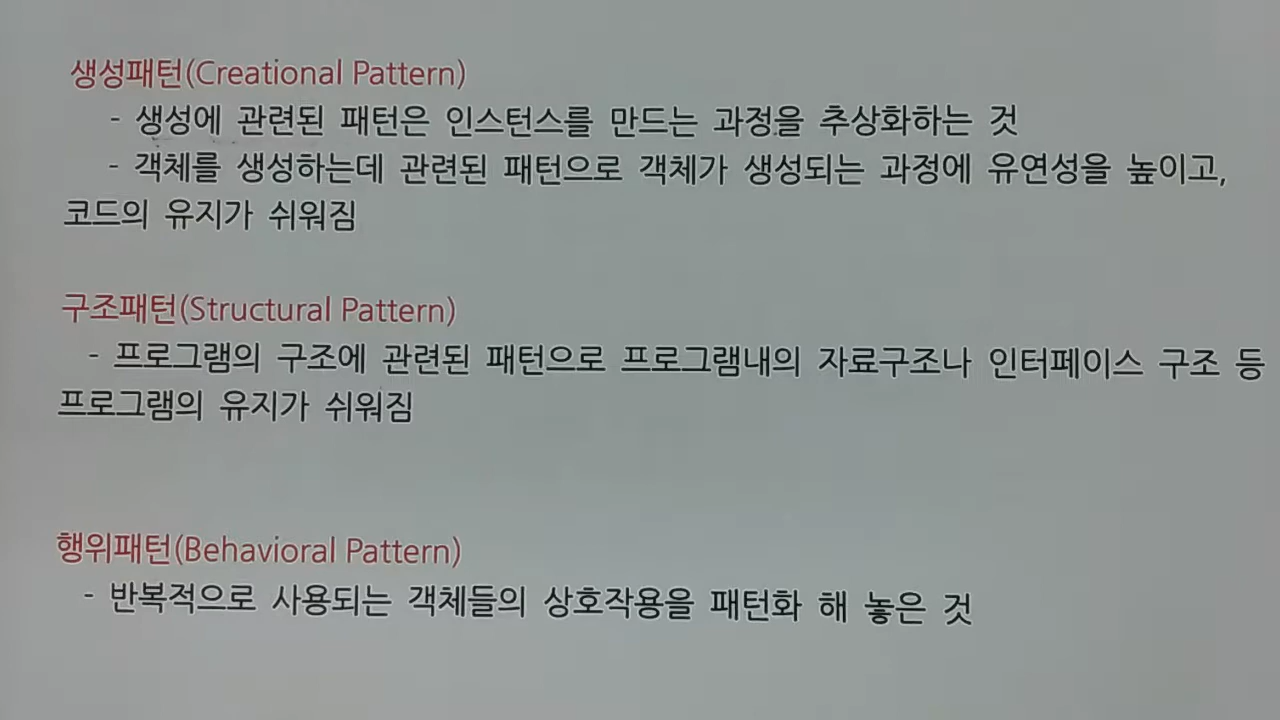 생성패턴(Creational Pattern)
- 생성에 관련된 패턴은 인스턴스를 만드는 과정을 추상화하는 것
- 객체를 생성하는데 관련된 패턴으로 객체가 생성되는 과정에 유연성을 높이고,
코드의 유지가 쉬워짐
구조패턴(Structural Pattern)
- 프로그램의 구조에 관련된 패턴으로 프로그램내의 자료구조나 인터페이스 구조 등
프로그램의 유지가 쉬워짐
행위패턴(Behavioral Pattern)
- 반복적으로 사용되는 객체들의 상호작용을 패턴화 해 놓은 것